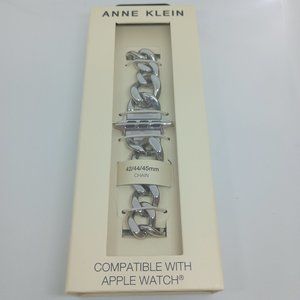 ANNE KLEIN
42/44/45mm
CHAIN
COMPATIBLE WITH
APPLE WATCH®